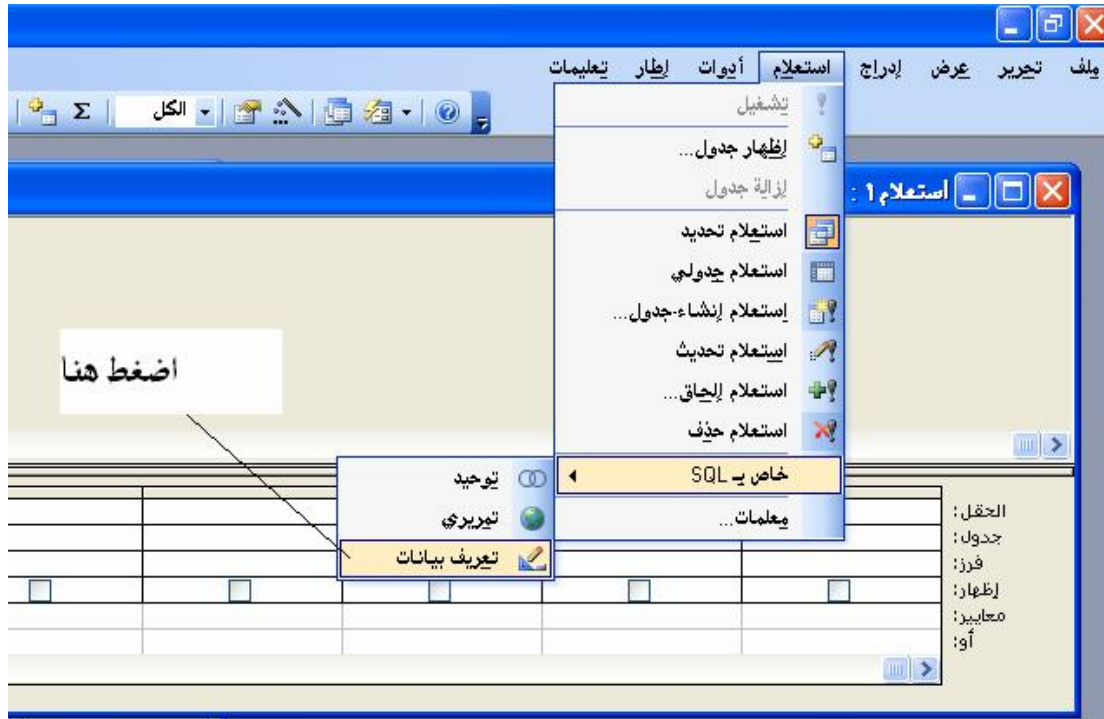 ملف تحرير عرض إدراج استعلام أدوات إطار تعليمات
الكل
تشغيل
إظهار جدول...
إزالة جدول
استعلام ١ :
استعلام تحديد
استعلام جدولي
إستعلام إنشاء-جدول...
استعلام تحديث
استعلام إلحاق...
استعلام حذف
خاص بـ SQL
معلمات...
توحيد
تمريري
تعريف بيانات
اضغط هنا
الحقل:
جدول:
فرز:
إظهار:
معايير:
أو: